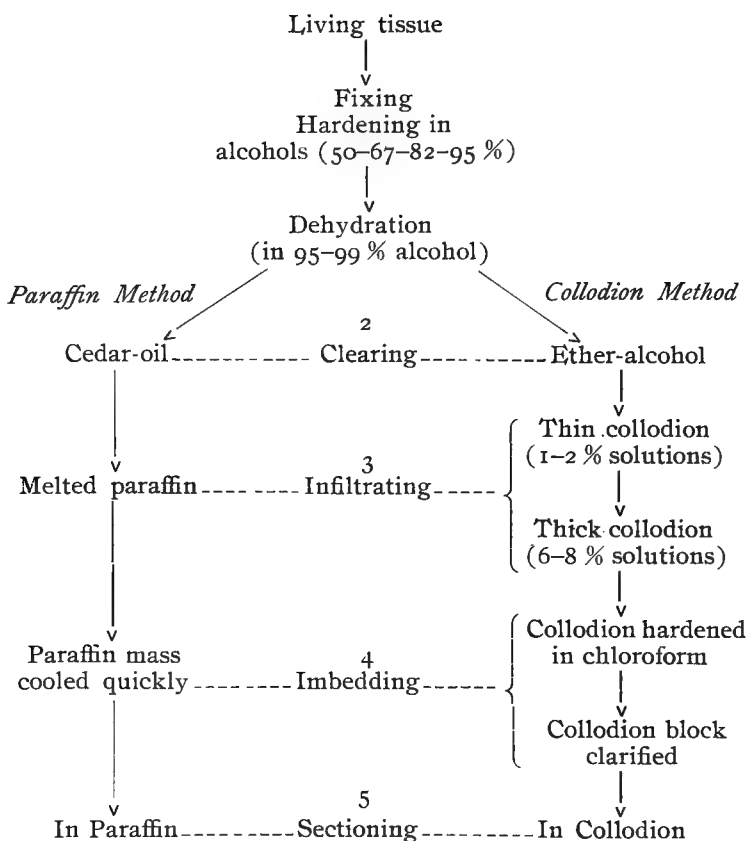 Living tissue
Fixing
Hardening in
alcohols (50–67–82–95 %)
Dehydration
(in 95–99 % alcohol)
Paraffin Method
Collodion Method
2
Cedar-oil Clearing Ether-alcohol
Thin collodion
(1–2 % solutions)
3
Melted paraffin Infiltrating
Thick collodion
(6–8 % solutions)
Collodion hardened
in chloroform
Paraffin mass
cooled quickly
4
Imbedding
Collodion block
clarified
5
In Paraffin Sectioning In Collodion